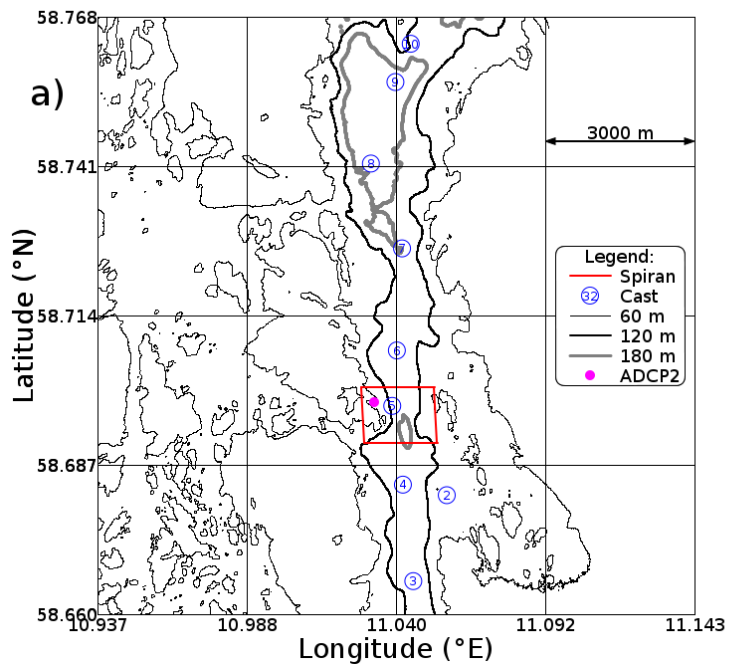 58.768
a)
10
9
3000 m
58.741
8
7
Legend:
Spiran
32 Cast
60 m
120 m
180 m
ADCP2
58.714
6
5
58.687
4
2
3
58.660
10.937 10.988 11.040 11.092 11.143
Longitude (°E)
Latitude (°N)